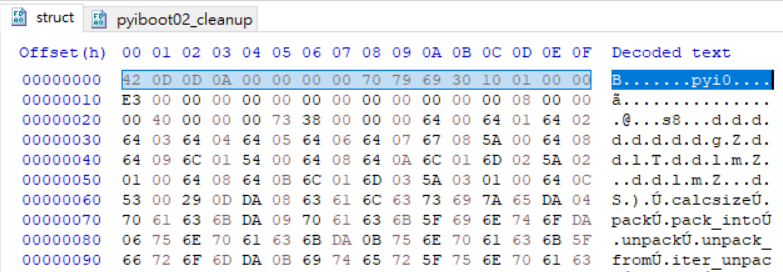 struct pyiboot02_cleanup
Offset(h) 00 01 02 03 04 05 06 07 08 09 0A 0B 0C 0D 0E 0F Decoded text
00000000 42 0D 0D 0A 00 00 00 00 70 79 69 30 10 01 00 00 B.......pyi0....
00000010 E3 00 00 00 00 00 00 00 00 00 00 00 00 08 00 00 ã...............
00000020 00 40 00 00 00 73 38 00 00 00 64 00 64 01 64 02 .@...s8...d.d.d.
00000030 64 03 64 04 64 05 64 06 64 07 67 08 5A 00 64 08 d.d.d.d.d.g.Z.d.
00000040 64 09 6C 01 54 00 64 08 64 0A 6C 01 6D 02 5A 02 d.l.T.d.d.l.m.Z.
00000050 01 00 64 08 64 0B 6C 01 6D 03 5A 03 01 00 64 0C ..d.d.l.m.Z...d.
00000060 53 00 29 0D DA 08 63 61 6C 63 73 69 7A 65 DA 04 S.).Ú.calcsizeÚ.
00000070 70 61 63 6B DA 09 70 61 63 6B 5F 69 6E 74 6F DA packÚ.pack_intoÚ
00000080 06 75 6E 70 61 63 6B DA 0B 75 6E 70 61 63 6B 5F .unpackÚ.unpack_
00000090 66 72 6F 6D DA 0B 69 74 65 72 5F 75 6E 70 61 63 fromÚ.iter_unpac